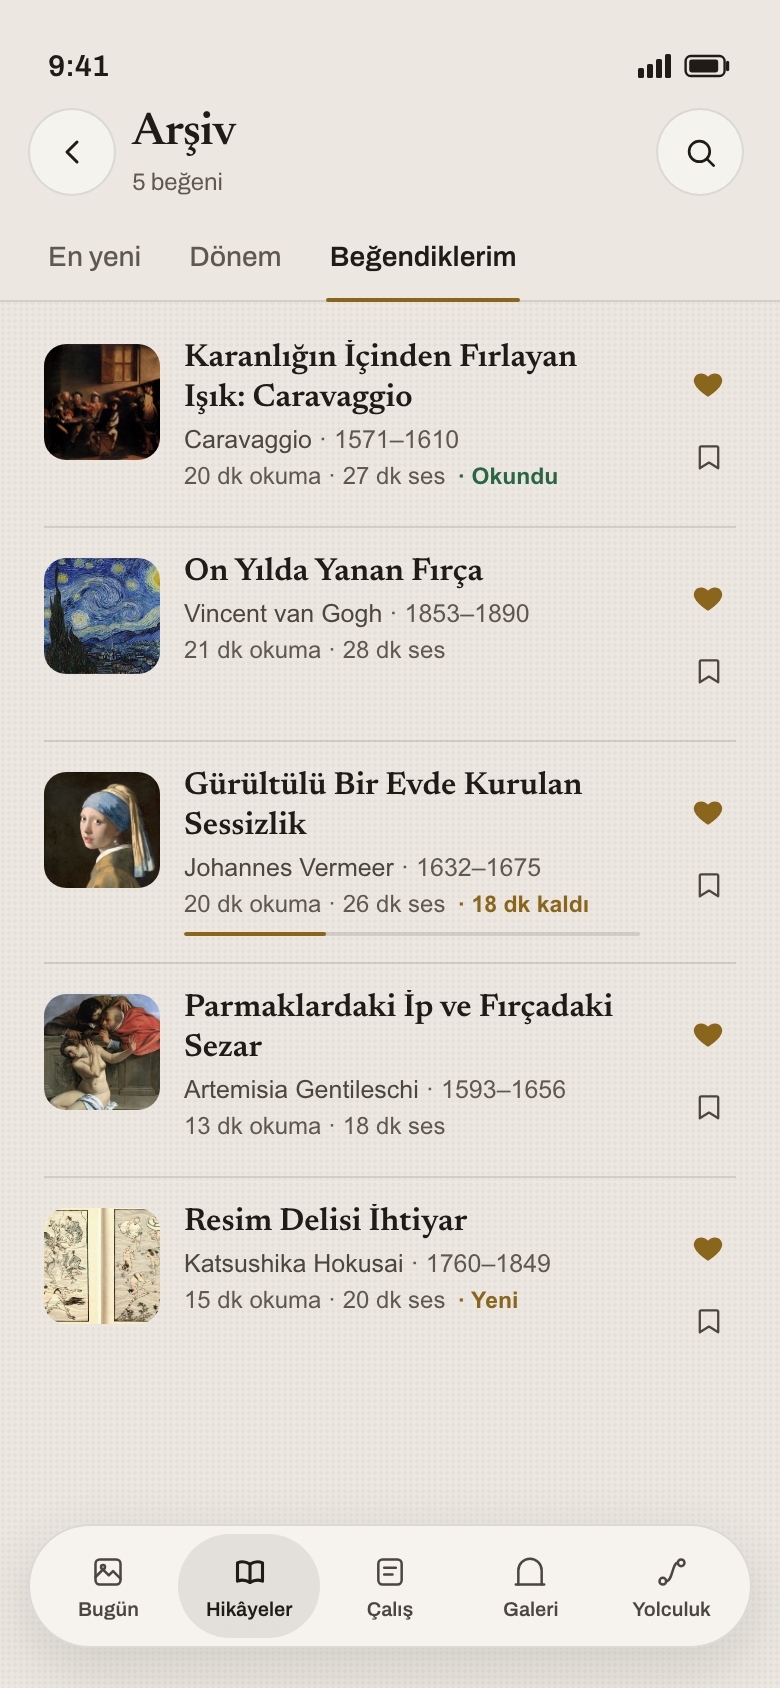 9:41
Arşiv
5 beğeni
En yeni Dönem Beğendiklerim
Karanlığın İçinden Fırlayan
Işık: Caravaggio
Caravaggio · 1571–1610
20 dk okuma · 27 dk ses · Okundu
On Yılda Yanan Fırça
Vincent van Gogh · 1853–1890
21 dk okuma · 28 dk ses
Gürültülü Bir Evde Kurulan
Sessizlik
Johannes Vermeer · 1632–1675
20 dk okuma · 26 dk ses · 18 dk kaldı
Parmaklardaki İp ve Fırçadaki
Sezar
Artemisia Gentileschi · 1593–1656
13 dk okuma · 18 dk ses
Resim Delisi İhtiyar
Katsushika Hokusai · 1760–1849
15 dk okuma · 20 dk ses · Yeni
Bugün Hikâyeler Çalış Galeri Yolculuk